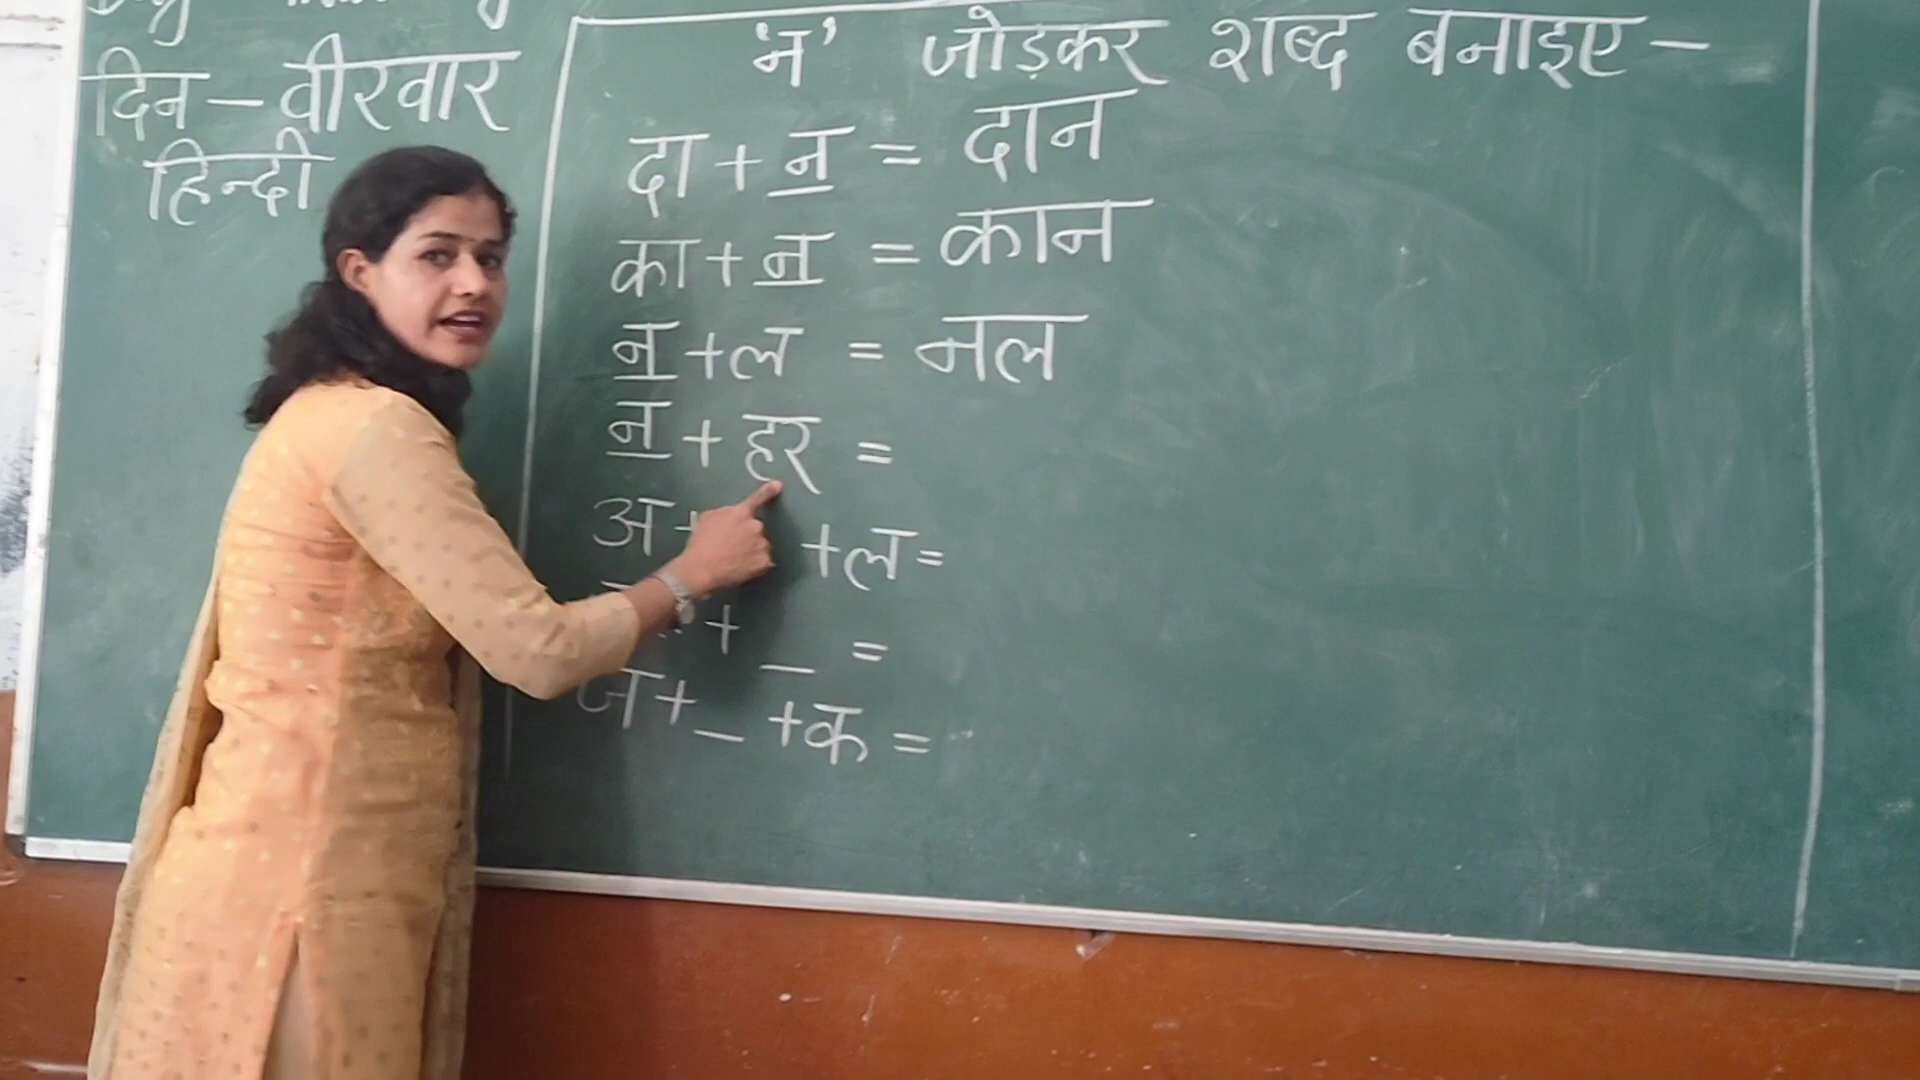 दिन - वीरवार
हिन्दी
'न' जोड़कर शब्द बनाइए -
दा + न = दान
का + न = कान
न + ल = नल
न + हर =
अ + + ल =
+ _ =
ज + _ + क =